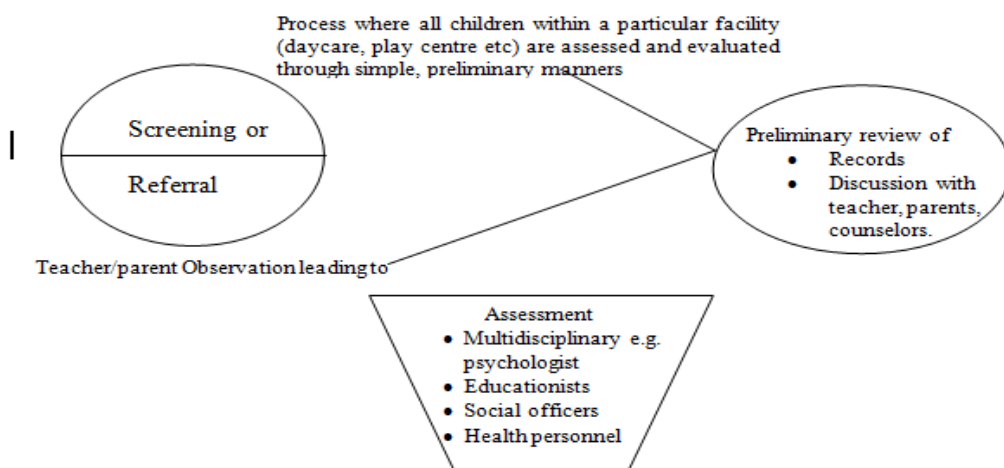 Process where all children within a particular facility
(daycare, play centre etc) are assessed and evaluated
through simple, preliminary manners
Screening or
Referral
Preliminary review of
• Records
• Discussion with
teacher, parents,
counselors.
Teacher/parent Observation leading to
Assessment
• Multidisciplinary e.g.
psychologist
• Educationists
• Social officers
• Health personnel